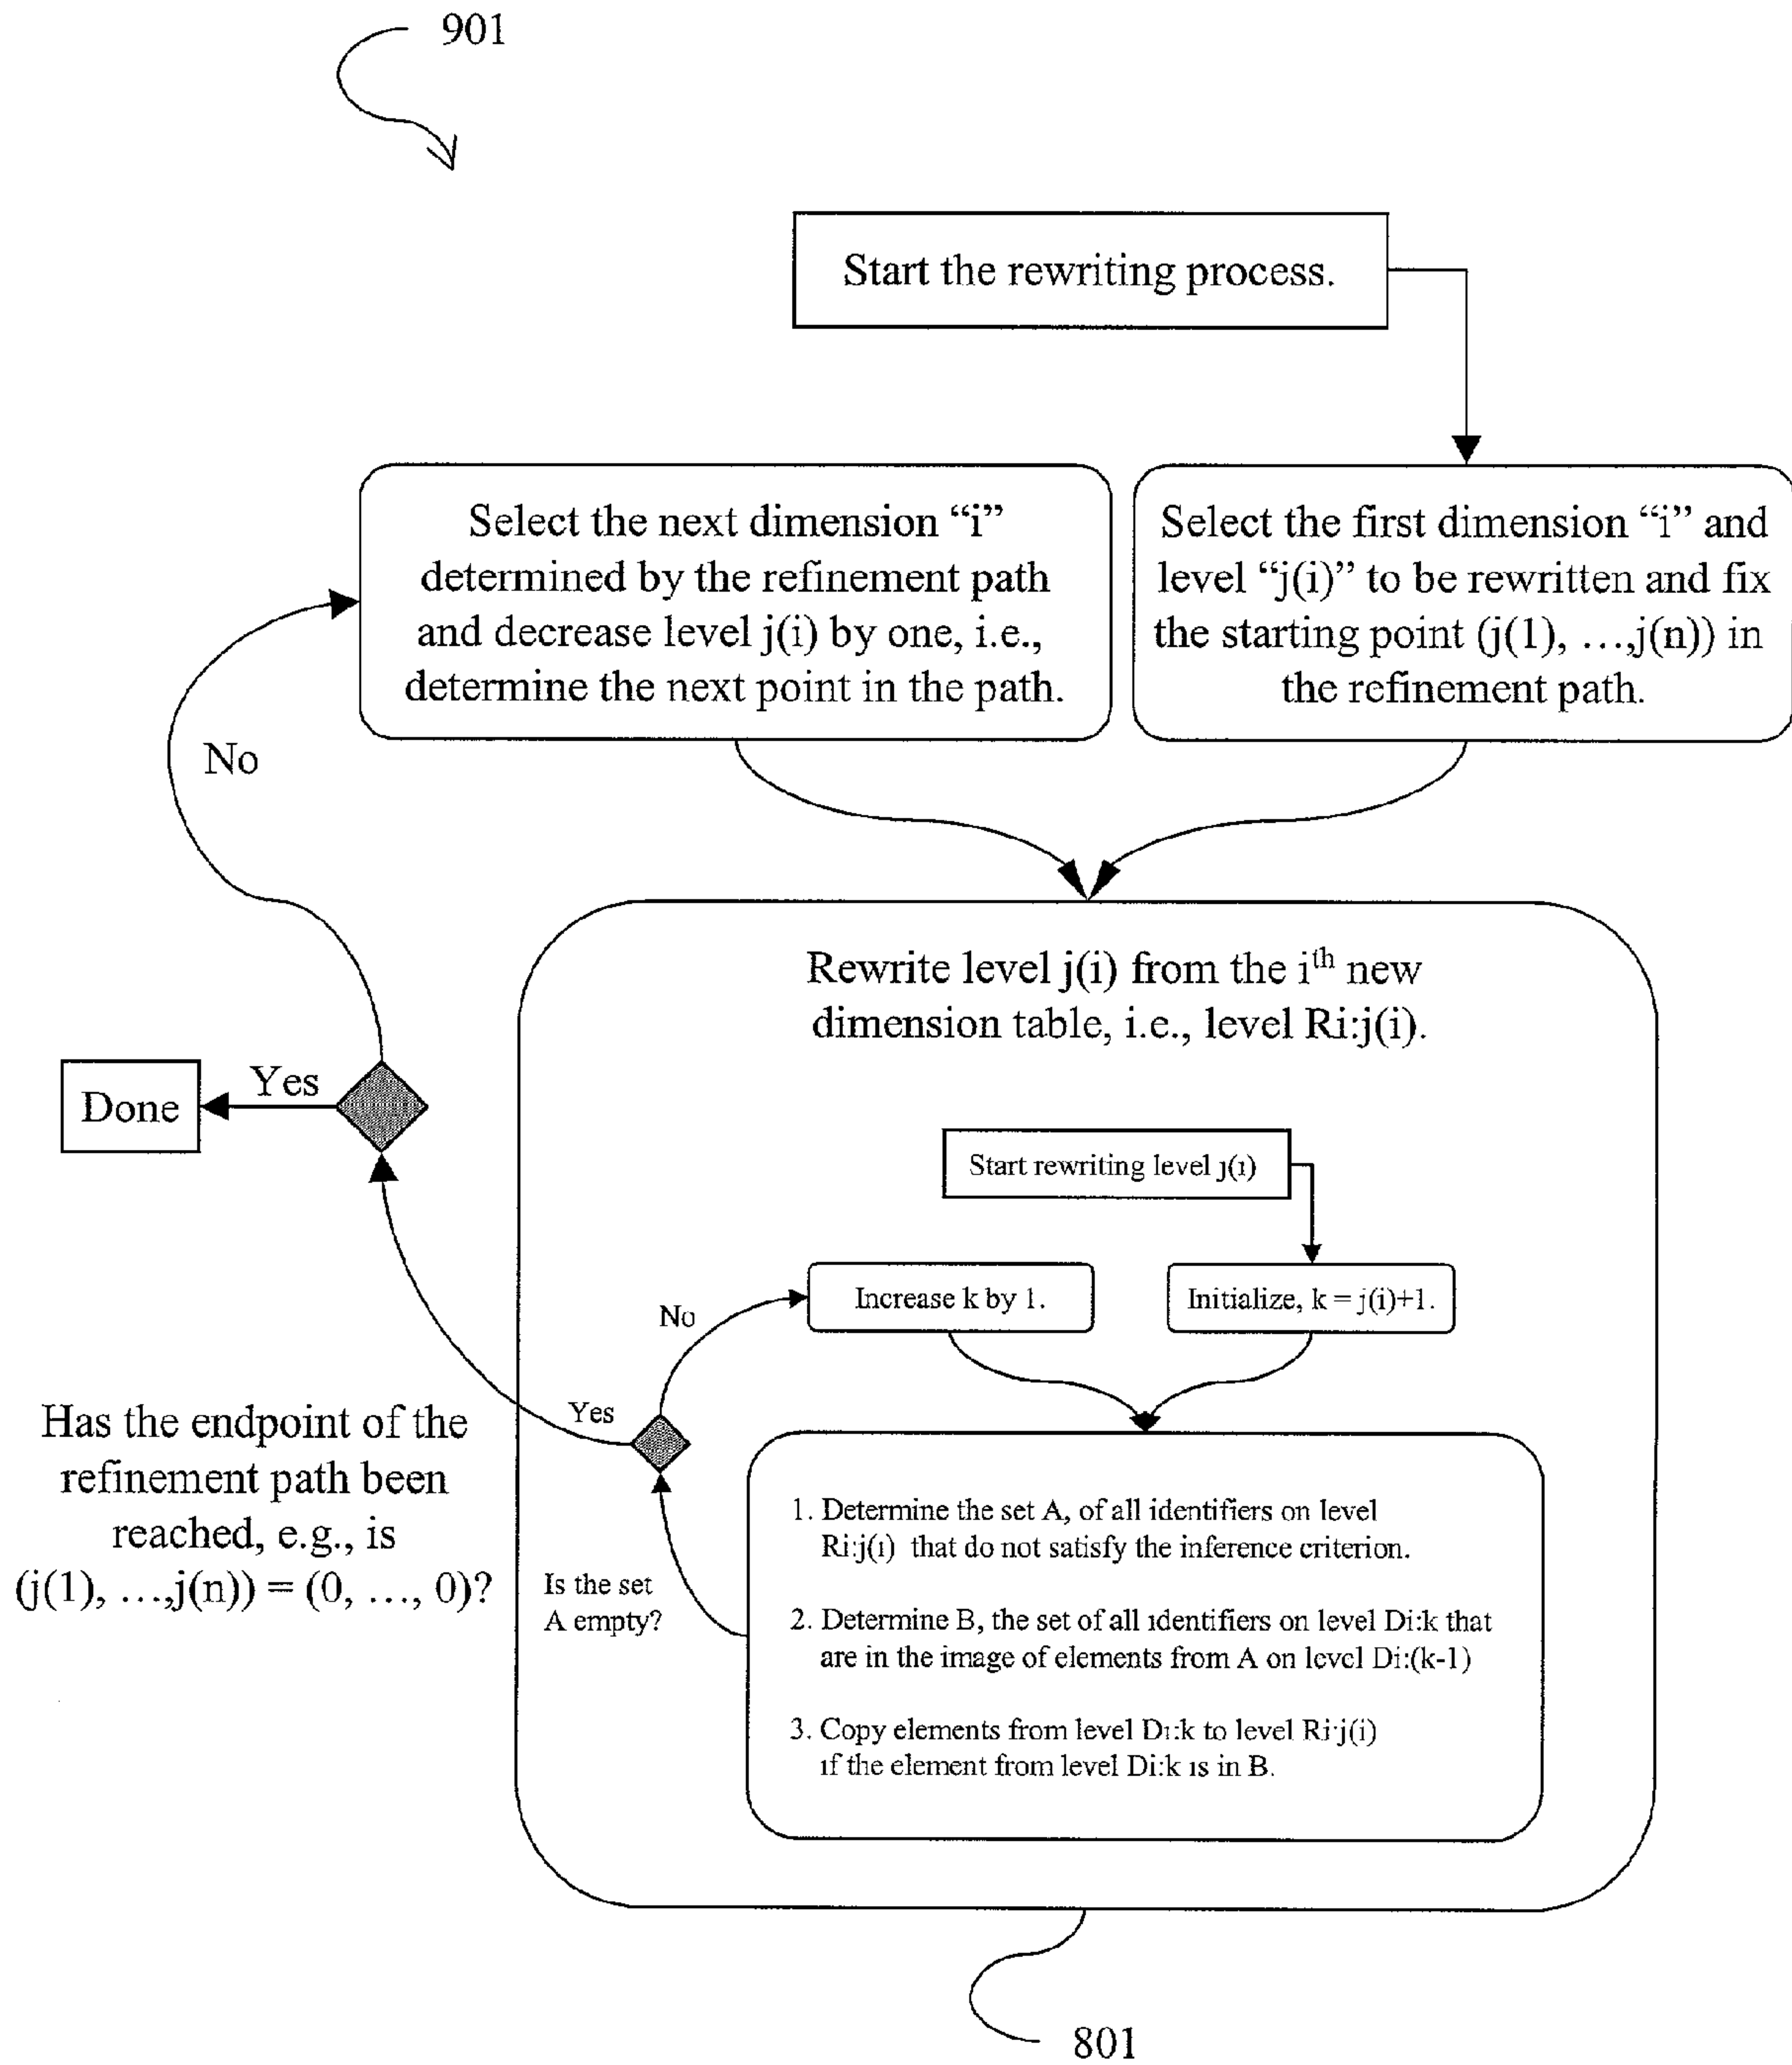 901
Start the rewriting process.
Select the next dimension “i”
determined by the refinement path
and decrease level j(i) by one, i.e.,
determine the next point in the path.
Select the first dimension “i” and
level “j(i)” to be rewritten and fix
the starting point (j(1), …,j(n)) in
the refinement path.
No
Rewrite level j(i) from the ith new
dimension table, i.e., level Ri:j(i).
Yes
Done
Start rewriting level j(i)
No
Increase k by 1.
Initialize, k = j(i)+1.
Yes
Has the endpoint of the
refinement path been
reached, e.g., is
(j(1), …,j(n)) = (0, …, 0)?
Is the set
A empty?
1. Determine the set A, of all identifiers on level
Ri:j(i) that do not satisfy the inference criterion.
2. Determine B, the set of all identifiers on level Di:k that
are in the image of elements from A on level Di:(k-1)
3. Copy elements from level Di:k to level Ri:j(i)
if the element from level Di:k is in B.
801